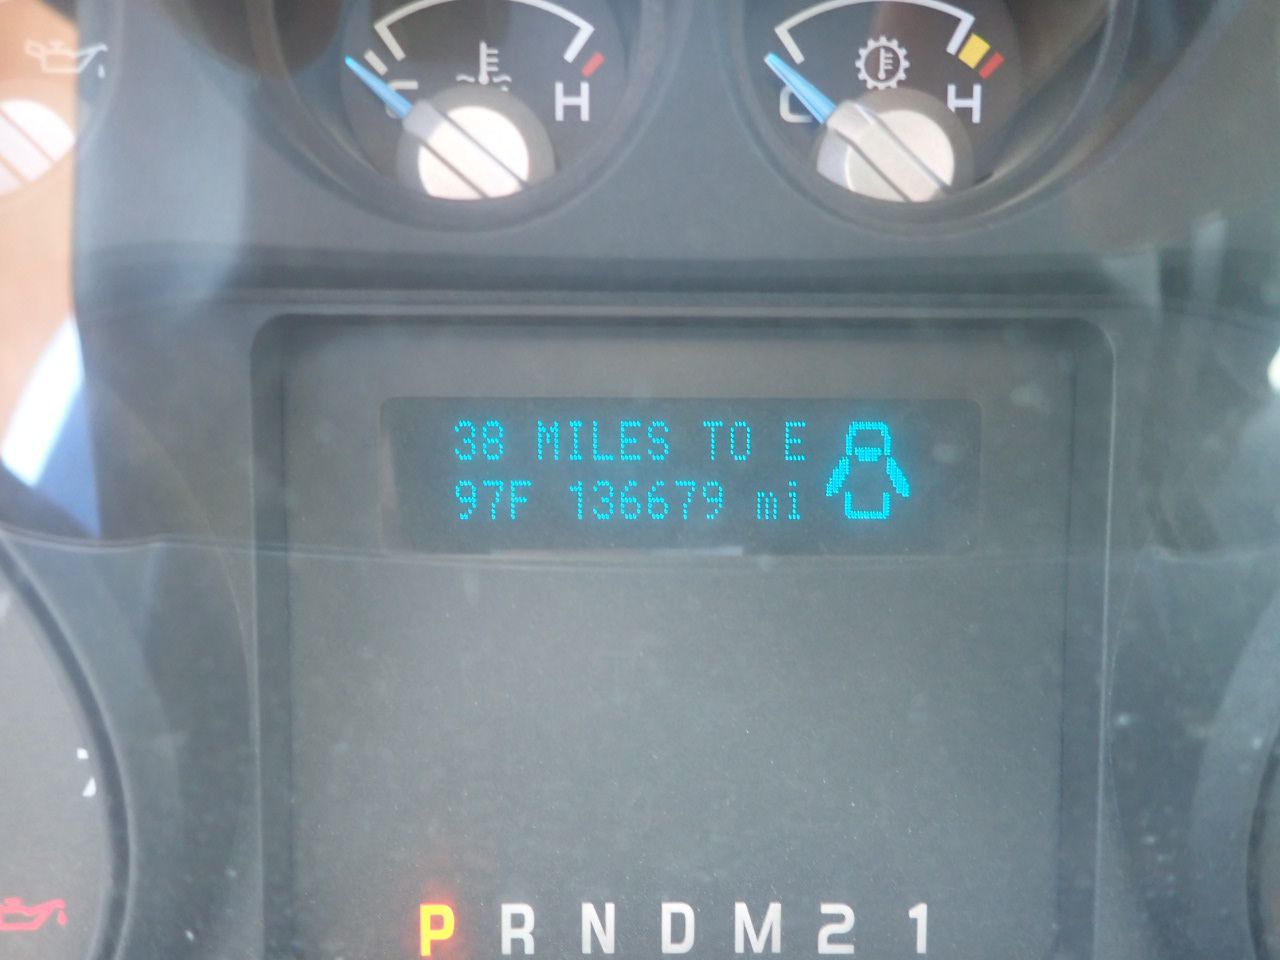 C H C H
38 MILES TO E
97F 136679 mi
P R N D M 2 1